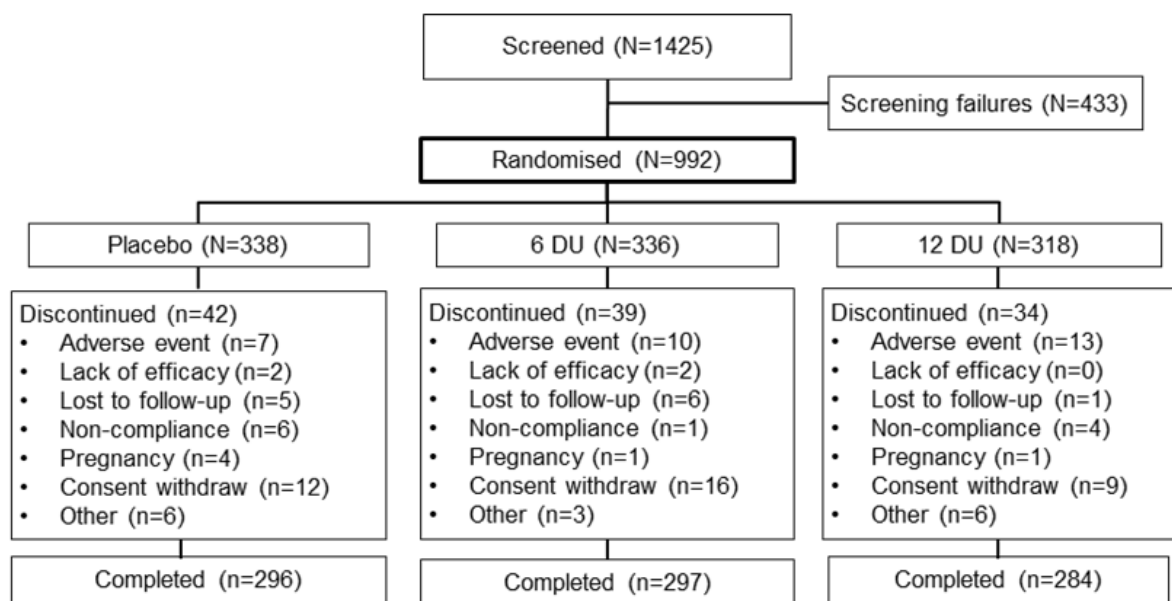 Screened (N=1425)
Screening failures (N=433)
Randomised (N=992)
Placebo (N=338)
6 DU (N=336)
12 DU (N=318)
Discontinued (n=42)
• Adverse event (n=7)
• Lack of efficacy (n=2)
• Lost to follow-up (n=5)
• Non-compliance (n=6)
• Pregnancy (n=4)
• Consent withdraw (n=12)
• Other (n=6)
Discontinued (n=39)
• Adverse event (n=10)
• Lack of efficacy (n=2)
• Lost to follow-up (n=6)
• Non-compliance (n=1)
• Pregnancy (n=1)
• Consent withdraw (n=16)
• Other (n=3)
Discontinued (n=34)
• Adverse event (n=13)
• Lack of efficacy (n=0)
• Lost to follow-up (n=1)
• Non-compliance (n=4)
• Pregnancy (n=1)
• Consent withdraw (n=9)
• Other (n=6)
Completed (n=296)
Completed (n=297)
Completed (n=284)